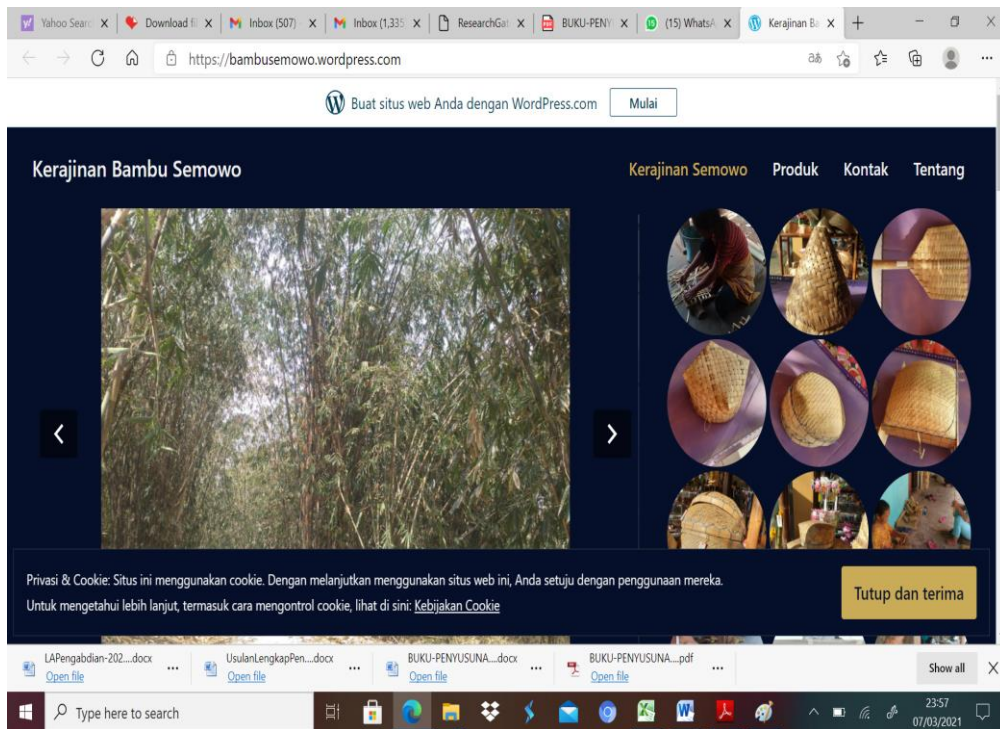 Yahoo Searc
Download fi
Inbox (507)
Inbox (1,335
ResearchGat
BUKU-PENY
(15) WhatsA
Kerajinan Ba
https://bambusemowo.wordpress.com
Buat situs web Anda dengan WordPress.com
Mulai
Kerajinan Bambu Semowo
Kerajinan Semowo
Produk
Kontak
Tentang
Privasi & Cookie: Situs ini menggunakan cookie. Dengan melanjutkan menggunakan situs web ini, Anda setuju dengan penggunaan mereka.
Untuk mengetahui lebih lanjut, termasuk cara mengontrol cookie, lihat di sini: Kebijakan Cookie
Tutup dan terima
LAPengabdian-202....docx
Open file
UsulanLengkapPen....docx
Open file
BUKU-PENYUSUNA....docx
Open file
BUKU-PENYUSUNA....pdf
Open file
Show all
Type here to search
23:57
07/03/2021